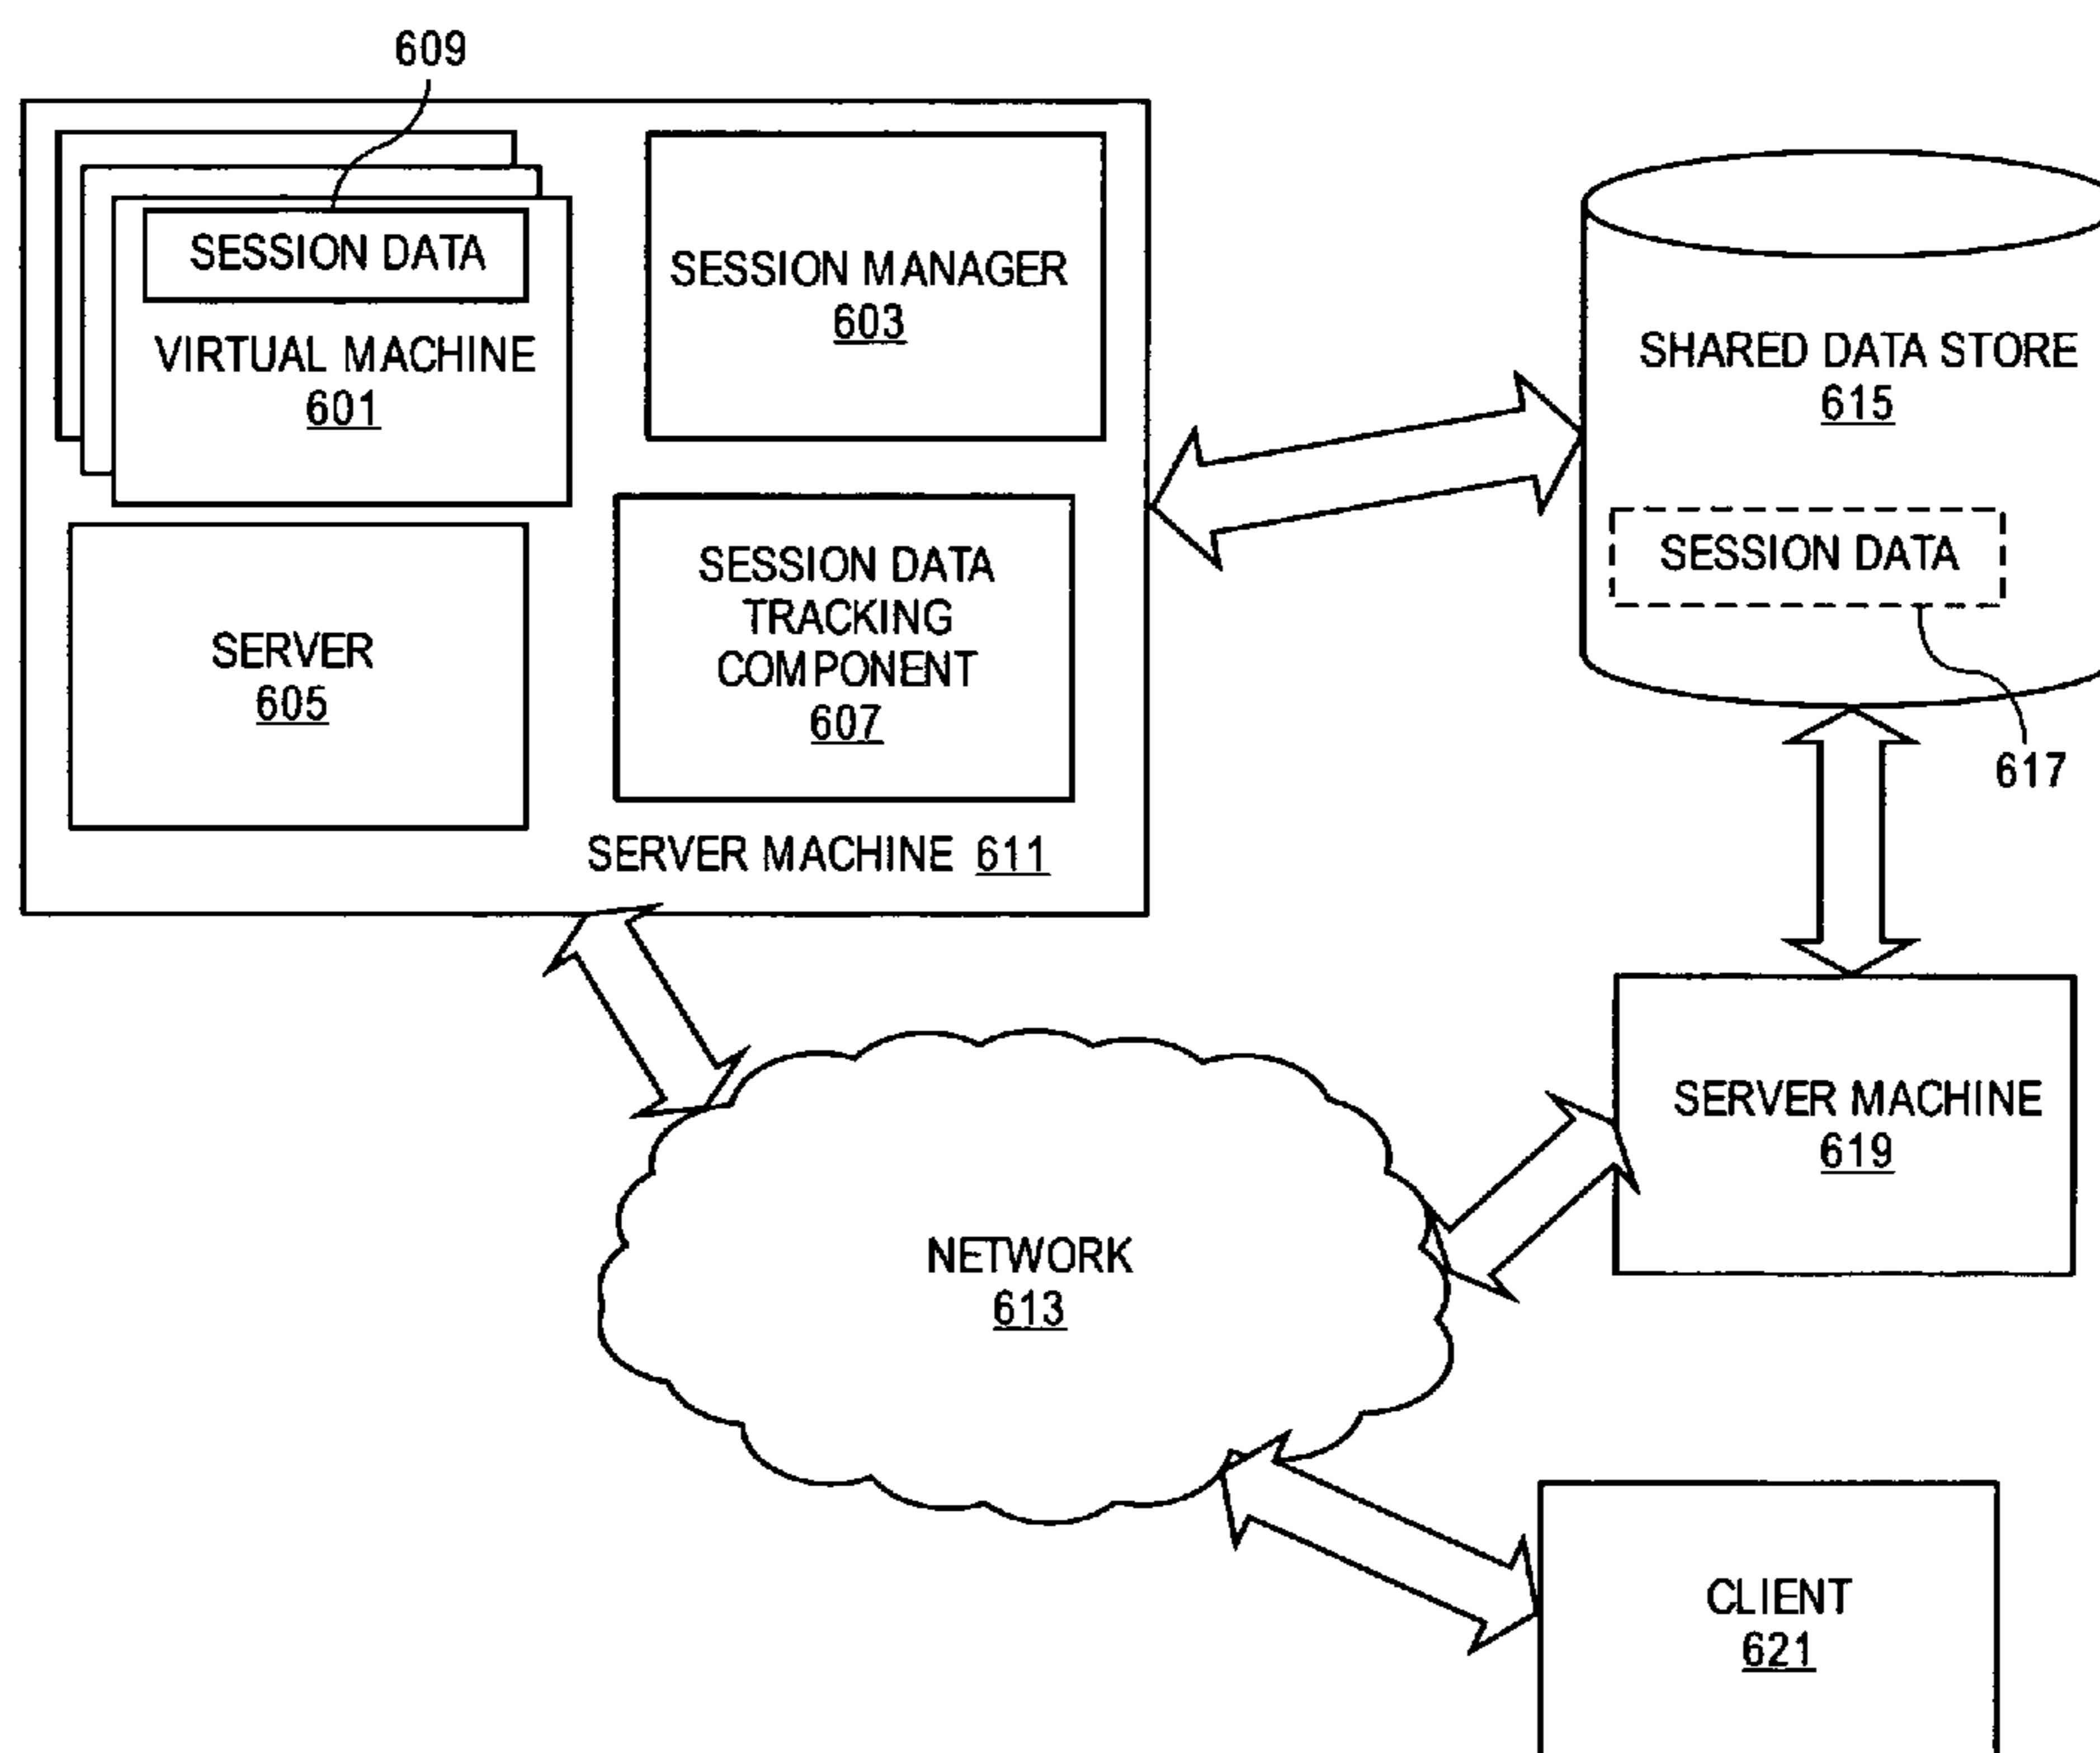 609
SESSION DATA
VIRTUAL MACHINE
601
SESSION MANAGER
603
SERVER
605
SESSION DATA
TRACKING
COMPONENT
607
SERVER MACHINE 611
SHARED DATA STORE
615
SESSION DATA
617
SERVER MACHINE
619
NETWORK
613
CLIENT
621